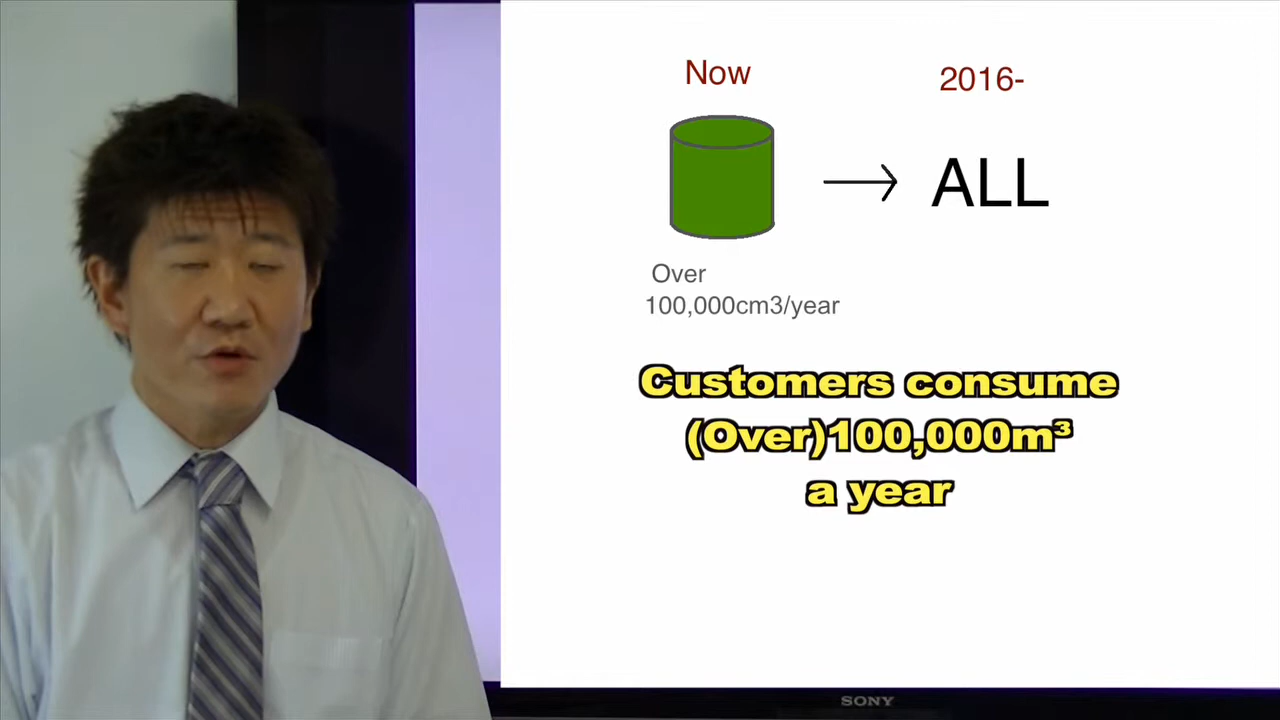 Now
2016-
ALL
Over
100,000cm3/year
Customers consume
(Over)100,000m³
a year
SONY